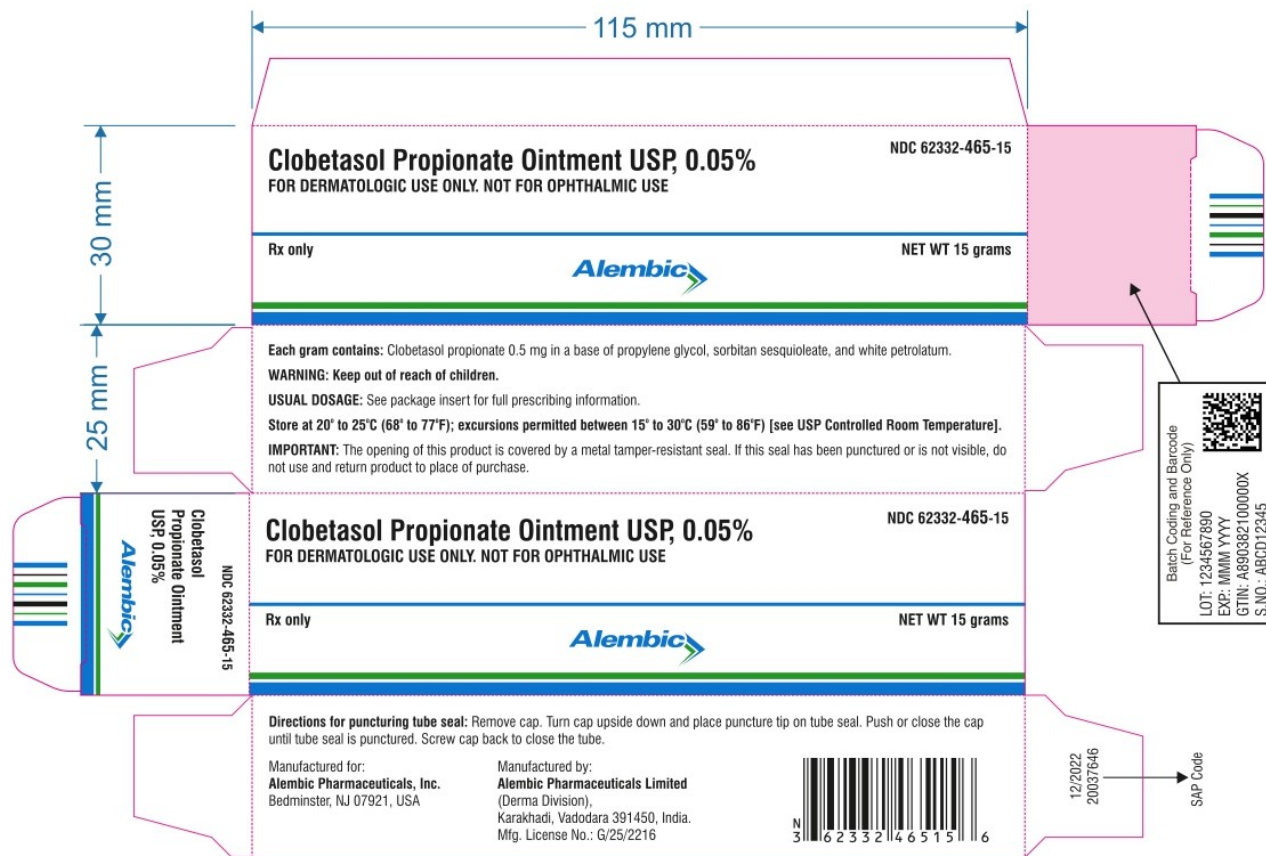 115 mm
30 mm
25 mm
Clobetasol Propionate Ointment USP, 0.05%
NDC 62332-465-15
FOR DERMATOLOGIC USE ONLY. NOT FOR OPHTHALMIC USE
Rx only
NET WT 15 grams
Alembic
Each gram contains: Clobetasol propionate 0.5 mg in a base of propylene glycol, sorbitan sesquioleate, and white petrolatum.
WARNING: Keep out of reach of children.
USUAL DOSAGE: See package insert for full prescribing information.
Store at 20° to 25°C (68° to 77°F); excursions permitted between 15° to 30°C (59° to 86°F) [see USP Controlled Room Temperature].
IMPORTANT: The opening of this product is covered by a metal tamper-resistant seal. If this seal has been punctured or is not visible, do
not use and return product to place of purchase.
Batch Coding and Barcode
(For Reference Only)
LOT: 1234567890
EXP.: MMM YYYY
GTIN: A890382100000X
S.NO.: ABCD12345
NDC 62332-465-15
Clobetasol
Propionate Ointment
USP, 0.05%
Alembic
Clobetasol Propionate Ointment USP, 0.05%
NDC 62332-465-15
FOR DERMATOLOGIC USE ONLY. NOT FOR OPHTHALMIC USE
Rx only
NET WT 15 grams
Alembic
Directions for puncturing tube seal: Remove cap. Turn cap upside down and place puncture tip on tube seal. Push or close the cap
until tube seal is punctured. Screw cap back to close the tube.
Manufactured for:
Alembic Pharmaceuticals, Inc.
Bedminster, NJ 07921, USA
Manufactured by:
Alembic Pharmaceuticals Limited
(Derma Division),
Karakhadi, Vadodara 391450, India.
Mfg. License No.: G/25/2216
N
3 62332 46515 6
12/2022
20037646
SAP Code